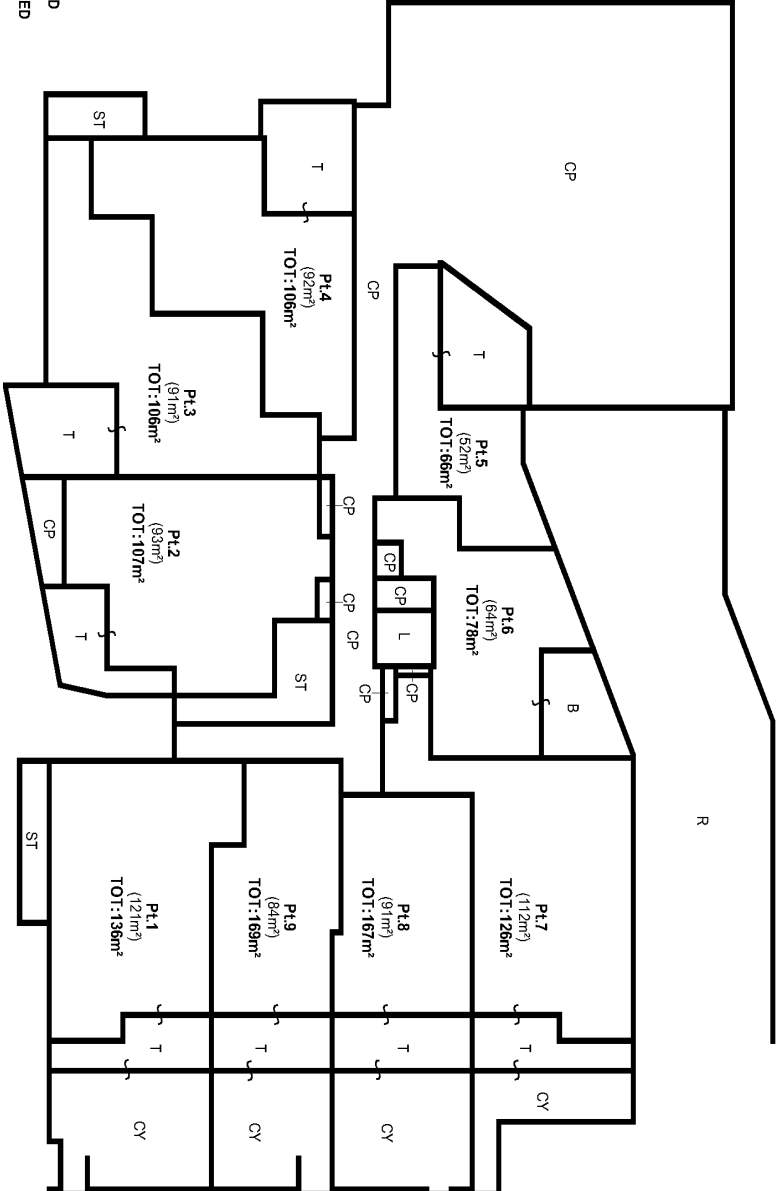 R
CP
T
Pt.5
(52m²)
TOT:66m²
Pt.6
(64m²)
TOT:78m²
B
Pt.7
(112m²)
TOT:126m²
T
CY
CP
CP
L
CP
CP
Pt.8
(91m²)
TOT:167m²
T
CY
CP
CP
CP
CP
T
Pt.4
(92m²)
TOT:106m²
ST
Pt.9
(84m²)
TOT:169m²
T
CY
Pt.3
(91m²)
TOT:106m²
Pt.2
(93m²)
TOT:107m²
Pt.1
(121m²)
TOT:136m²
T
CY
ST
T
CP
T
ST
D
ED